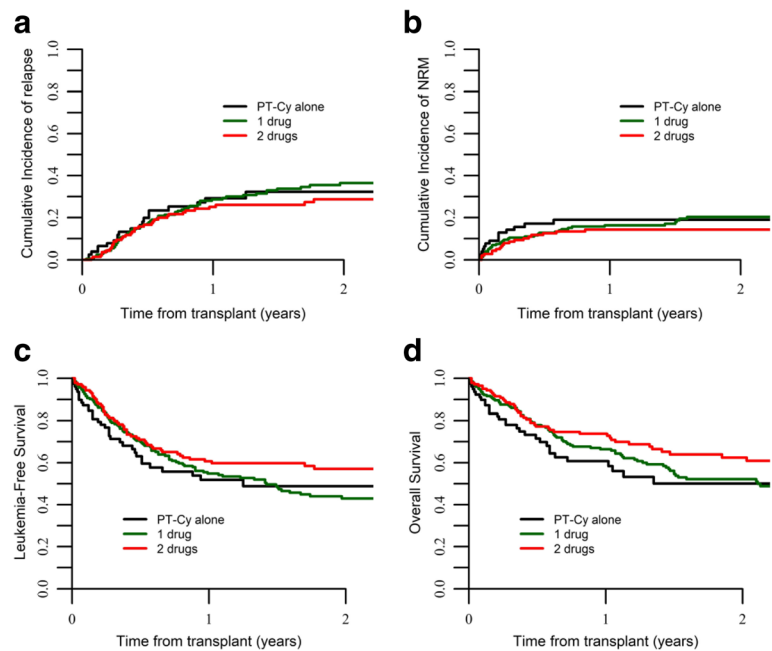 a
Cumulative Incidence of relapse
1.0
0.8
0.6
0.4
0.2
0.0
PT-Cy alone
1 drug
2 drugs
0
1
2
Time from transplant (years)
b
Cumulative Incidence of NRM
1.0
0.8
0.6
0.4
0.2
0.0
PT-Cy alone
1 drug
2 drugs
0
1
2
Time from transplant (years)
c
Leukemia-Free Survival
1.0
0.8
0.6
0.4
0.2
0.0
PT-Cy alone
1 drug
2 drugs
0
1
2
Time from transplant (years)
d
Overall Survival
1.0
0.8
0.6
0.4
0.2
0.0
PT-Cy alone
1 drug
2 drugs
0
1
2
Time from transplant (years)